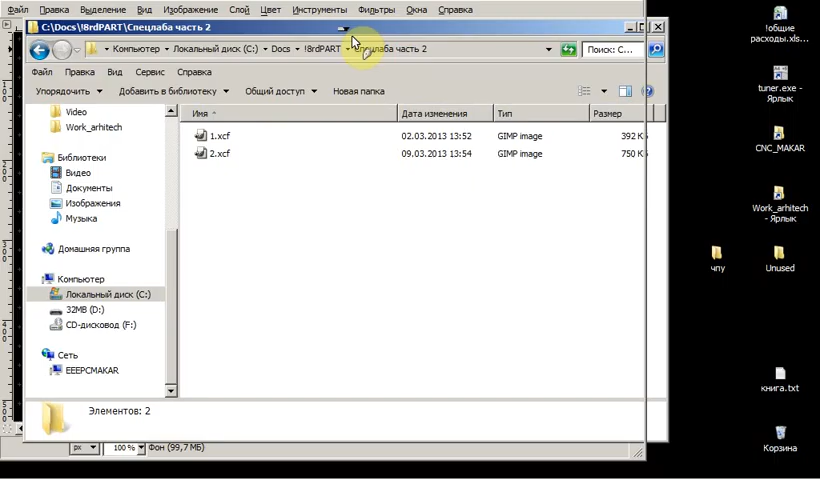 Файл Правка Выделение Вид Изображение Слой Цвет Инструменты Фильтры Окна Справка
C:\Docs\!8rdPART\Спецлаба часть 2
Компьютер Локальный диск (C:) Docs !8rdPART Спецлаба часть 2 Поиск: С...
Файл Правка Вид Сервис Справка
Упорядочить Добавить в библиотеку Общий доступ Новая папка
Имя Дата изменения Тип Размер
1.xcf 02.03.2013 13:52 GIMP image 392 КБ
2.xcf 09.03.2013 13:54 GIMP image 750 КБ
Video
Work_arhitech
Библиотеки
Видео
Документы
Изображения
Музыка
Домашняя группа
Компьютер
Локальный диск (C:)
32MB (D:)
CD-дисковод (F:)
Сеть
EEEPCMAKAR
Элементов: 2
px 100 % Фон (99,7 МБ)
!общие
расходы.xls...
tuner.exe -
Ярлык
CNC_MAKAR
Work_arhitech
- Ярлык
чпу
Unused
книга.txt
Корзина